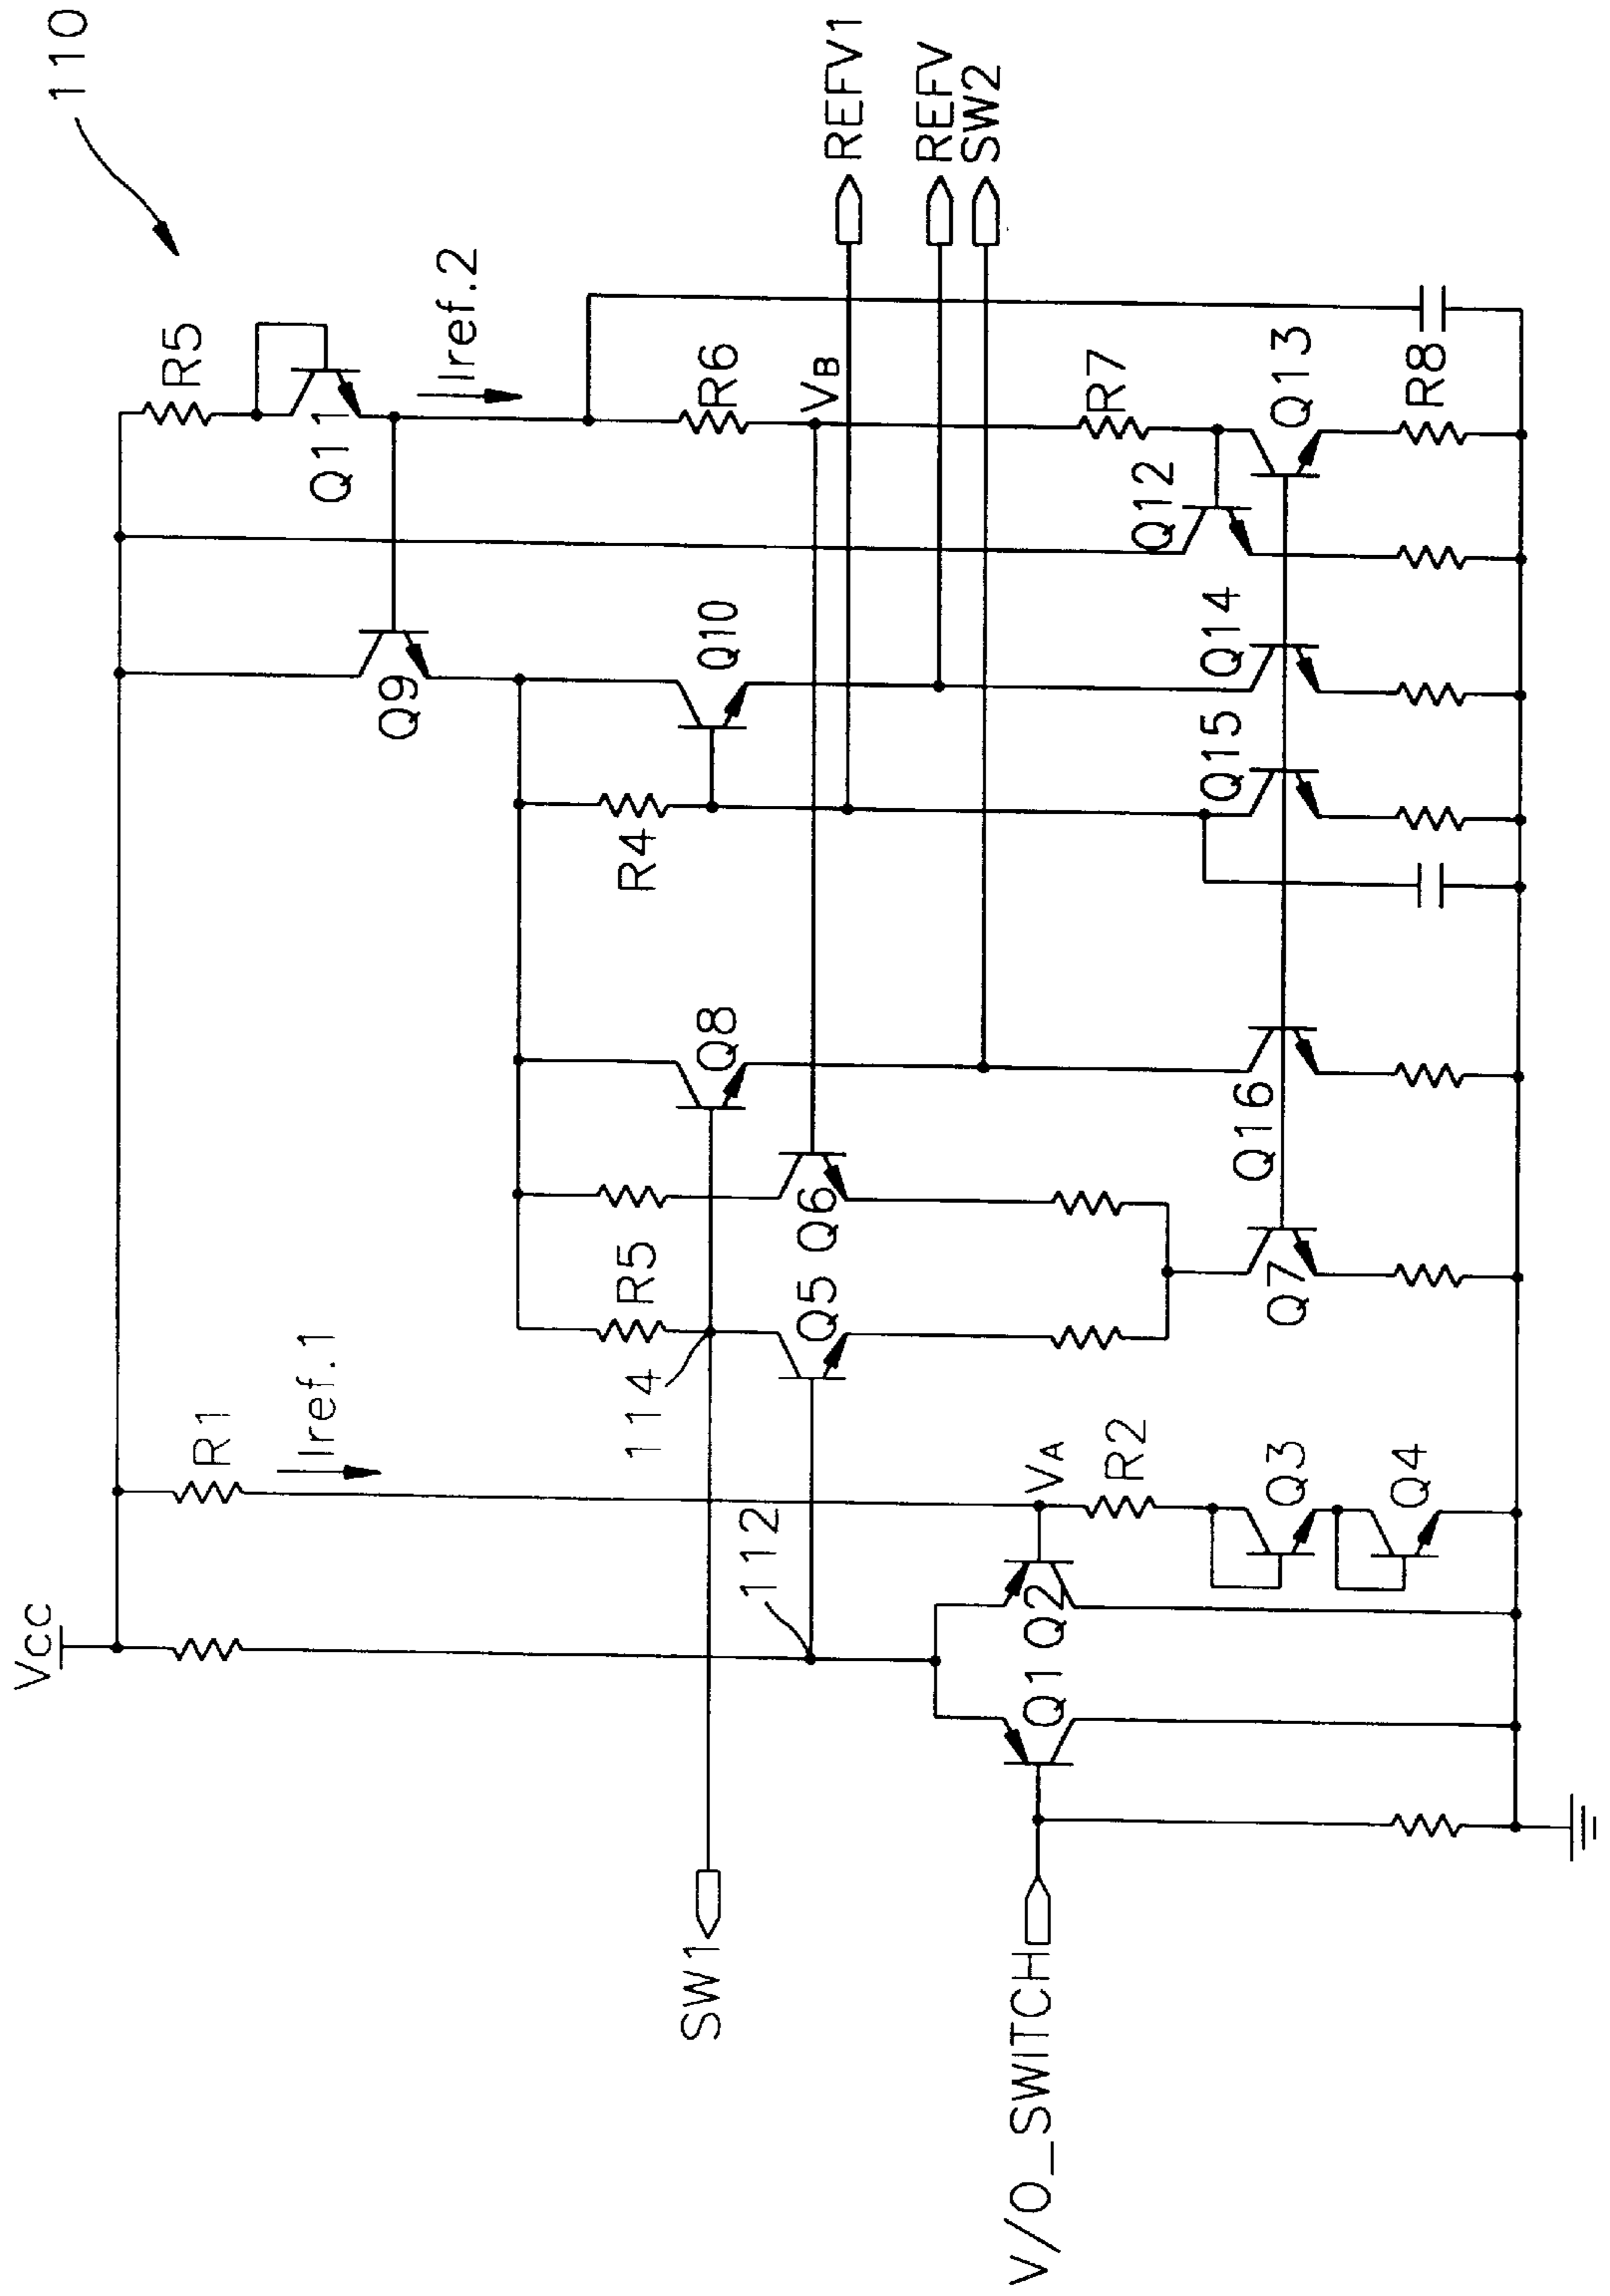 110
Vcc
R1
Iref.1
R5
Q11
Iref.2
Q9
SW1
114
R5
Q8
R4
Q10
R6
112
Q5
Q6
VB
REFV1
REFV
SW2
V/O_SWITCH
Q1
Q2
VA
R2
Q3
Q4
Q7
Q16
Q15
Q14
Q12
R7
Q13
R8